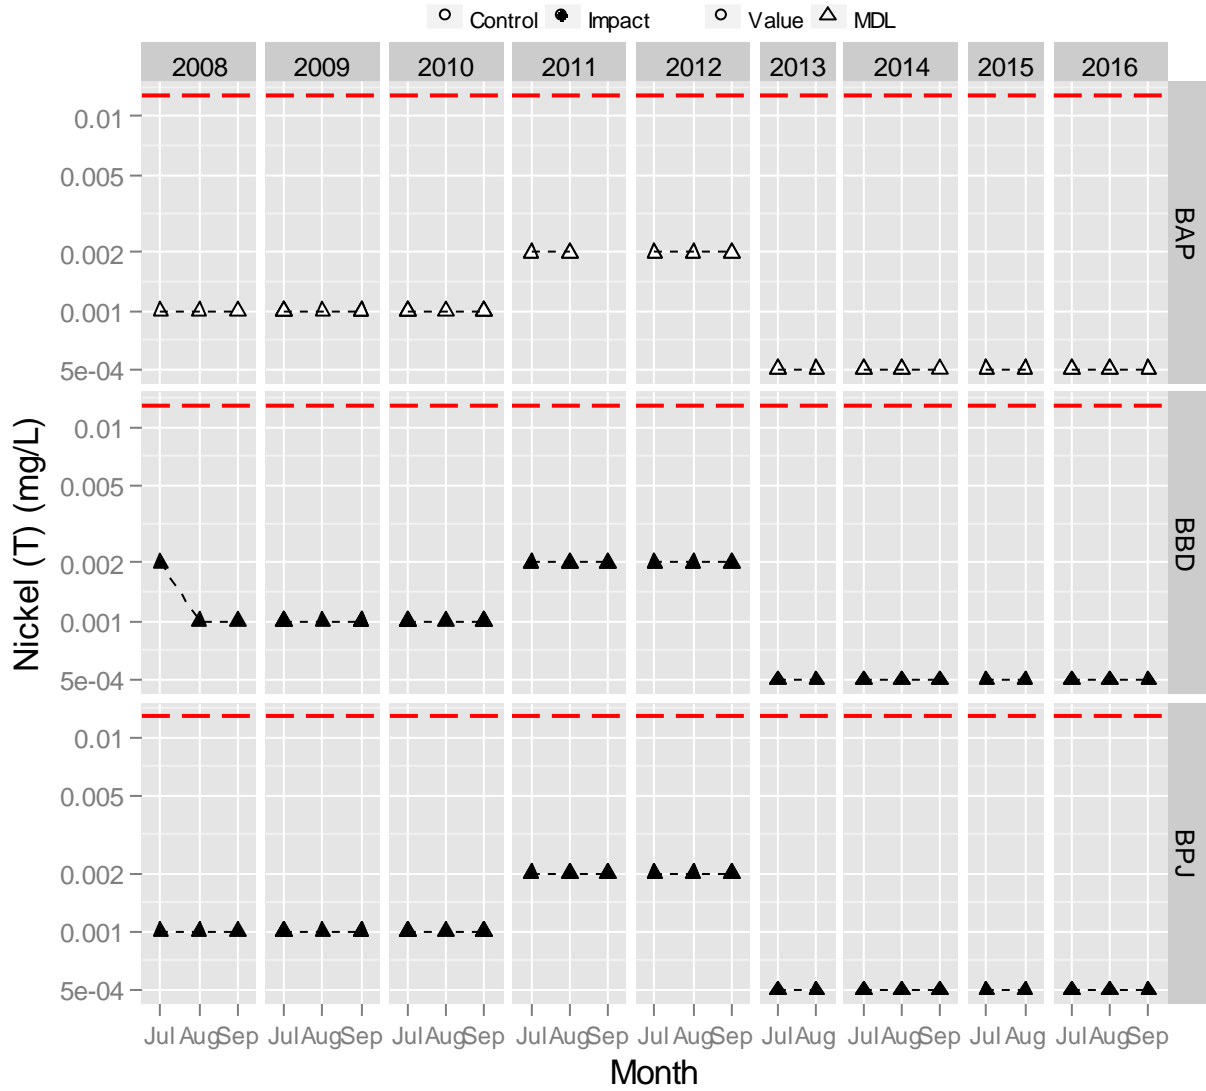 Control Impact Value MDL
2008 2009 2010 2011 2012 2013 2014 2015 2016
0.01
0.005
0.002
0.001
5e-04
BAP
0.01
0.005
0.002
0.001
5e-04
BBD
0.01
0.005
0.002
0.001
5e-04
BPJ
Nickel (T) (mg/L)
Jul Aug Sep Jul Aug Sep Jul Aug Sep Jul Aug Sep Jul Aug Sep Jul Aug Jul Aug Sep Jul Aug Jul Aug Sep
Month